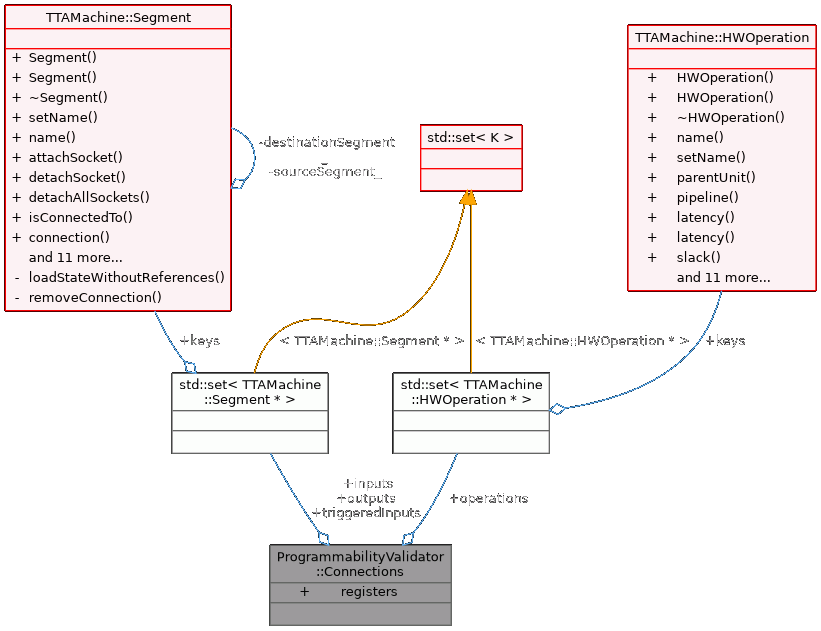 TTAMachine::Segment
+ Segment()
+ Segment()
+ ~Segment()
+ setName()
+ name()
+ attachSocket()
+ detachSocket()
+ detachAllSockets()
+ isConnectedTo()
+ connection()
and 11 more...
- loadStateWithoutReferences()
- removeConnection()
-destinationSegment
-sourceSegment_
std::set< K >
TTAMachine::HWOperation
+ HWOperation()
+ HWOperation()
+ ~HWOperation()
+ name()
+ setName()
+ parentUnit()
+ pipeline()
+ latency()
+ latency()
+ slack()
and 11 more...
+keys
< TTAMachine::Segment * >
< TTAMachine::HWOperation * >
+keys
std::set< TTAMachine
::Segment * >
std::set< TTAMachine
::HWOperation * >
+inputs
+outputs
+triggeredInputs
+operations
ProgrammabilityValidator
::Connections
+ registers